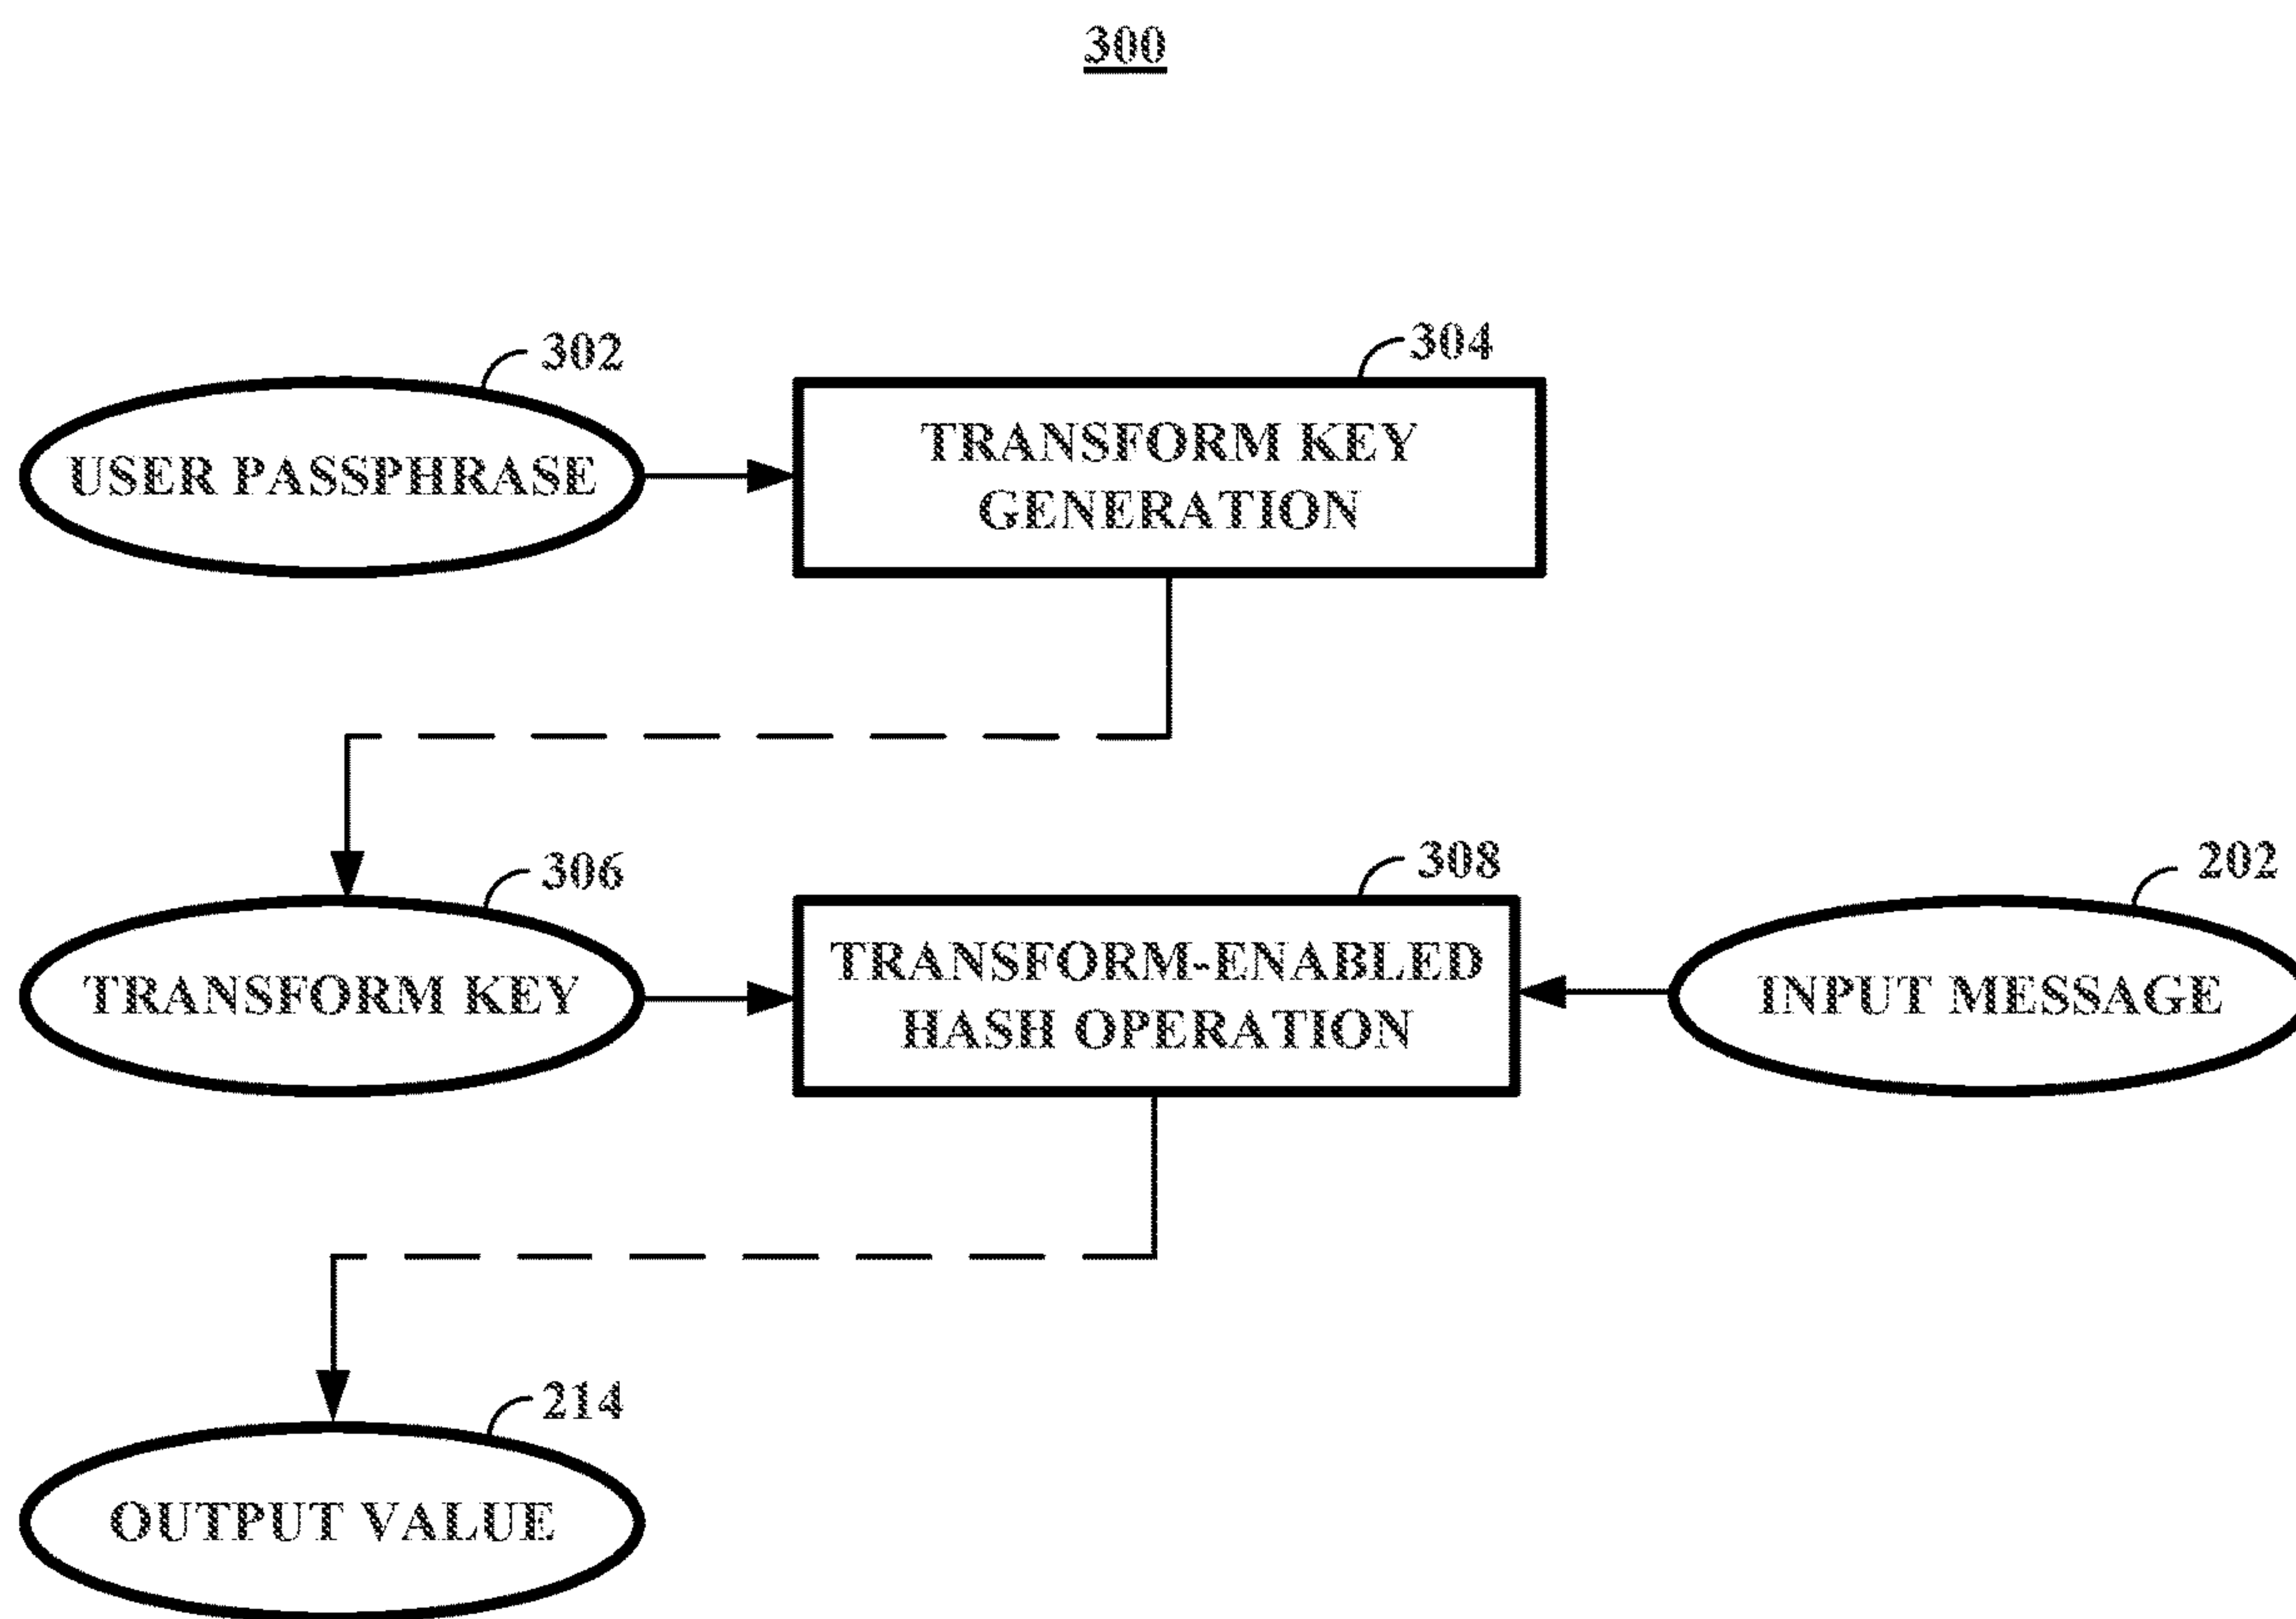 300
302
304
USER PASSPHRASE
TRANSFORM KEY
GENERATION
306
308
202
TRANSFORM KEY
TRANSFORM-ENABLED
HASH OPERATION
INPUT MESSAGE
214
OUTPUT VALUE